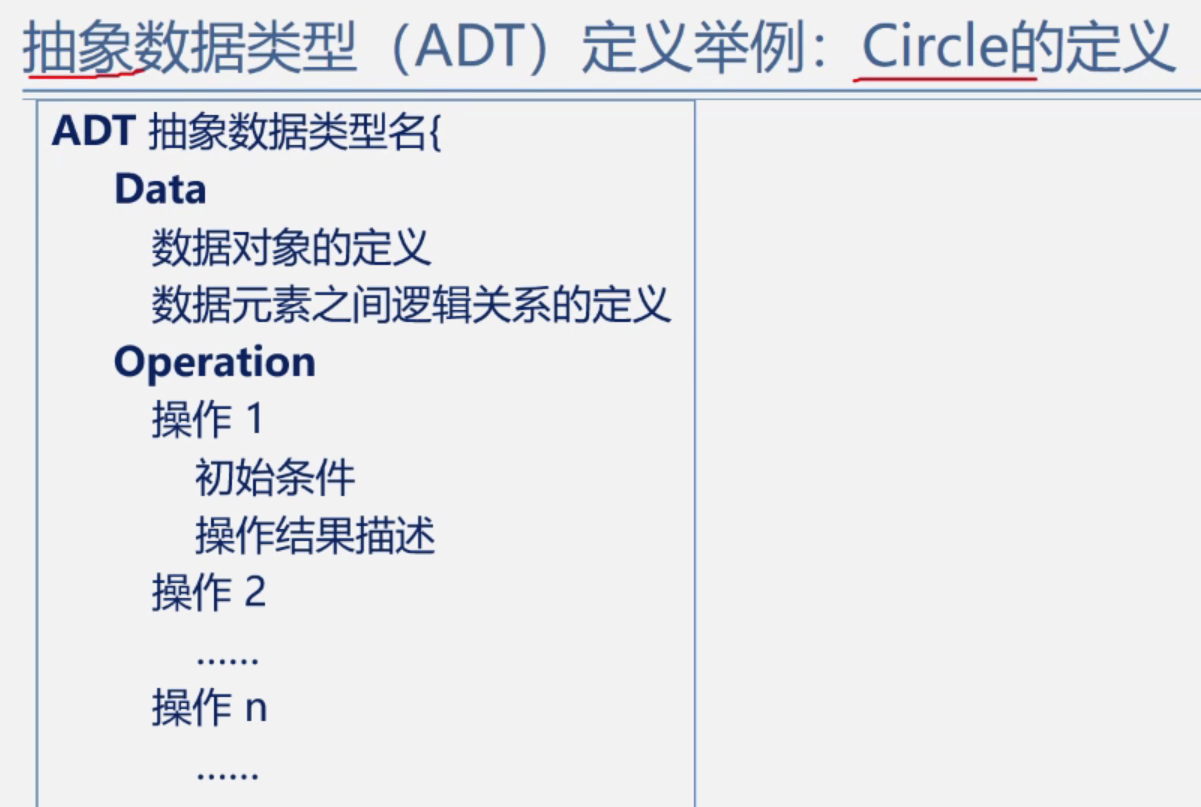 抽象数据类型（ADT）定义举例：Circle的定义
ADT 抽象数据类型名{
Data
数据对象的定义
数据元素之间逻辑关系的定义
Operation
操作 1
初始条件
操作结果描述
操作 2
……
操作 n
……